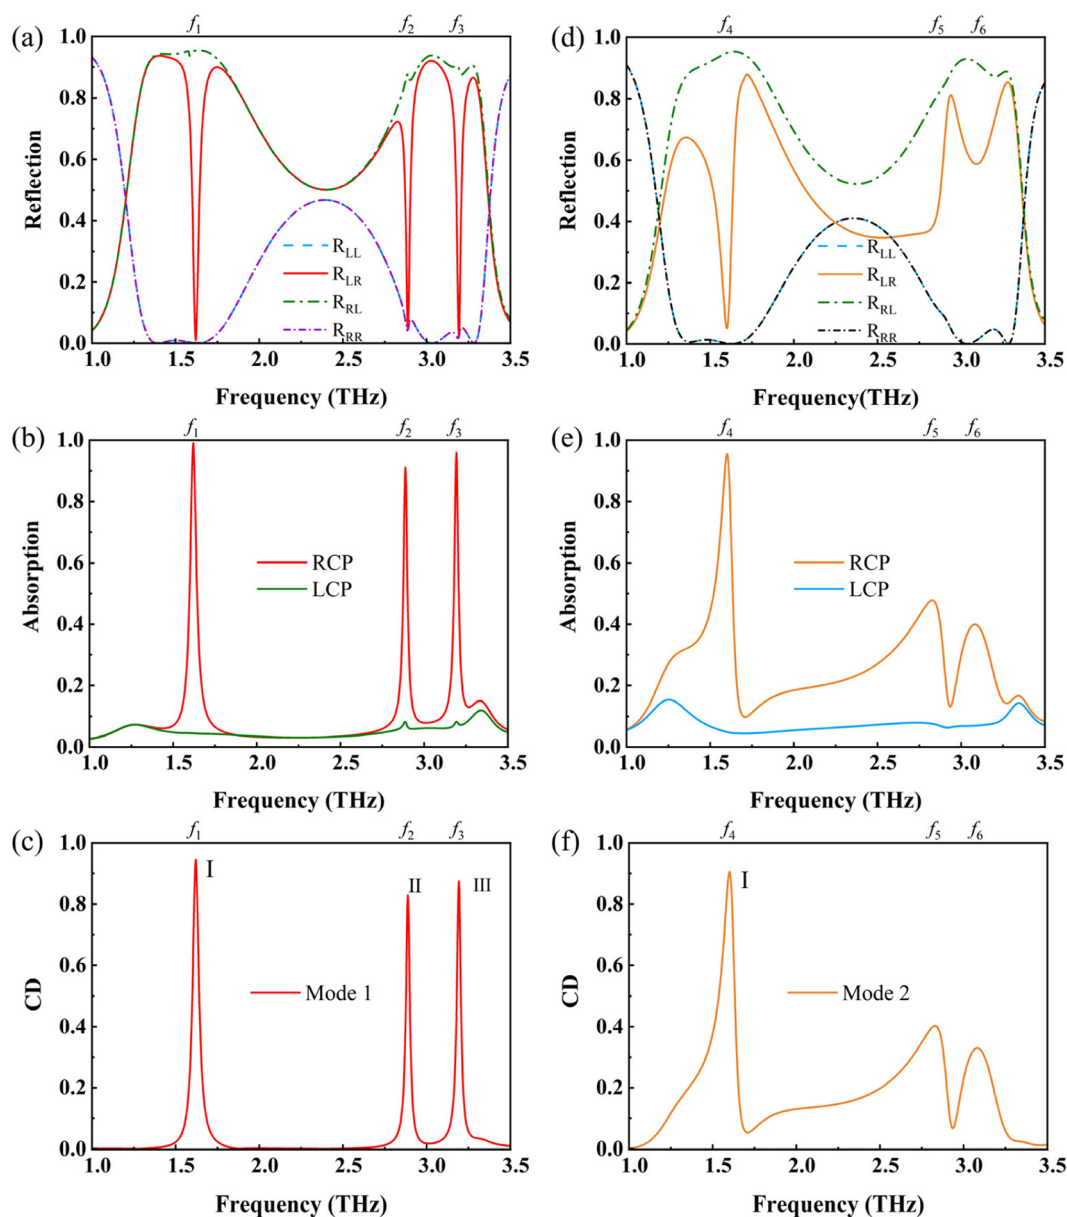 (a)
f1 f2 f3
1.0
0.8
0.6
0.4
0.2
0.0
Reflection
RLL
RLR
RRL
RRR
1.0 1.5 2.0 2.5 3.0 3.5
Frequency (THz)
(d)
f4 f5 f6
1.0
0.8
0.6
0.4
0.2
0.0
Reflection
RLL
RLR
RRL
RRR
1.0 1.5 2.0 2.5 3.0 3.5
Frequency(THz)
(b)
f1 f2 f3
1.0
0.8
0.6
0.4
0.2
0.0
Absorption
RCP
LCP
1.0 1.5 2.0 2.5 3.0 3.5
Frequency (THz)
(e)
f4 f5 f6
1.0
0.8
0.6
0.4
0.2
0.0
Absorption
RCP
LCP
1.0 1.5 2.0 2.5 3.0 3.5
Frequency (THz)
(c)
f1 f2 f3
1.0
0.8
0.6
0.4
0.2
0.0
CD
I
II
III
Mode 1
1.0 1.5 2.0 2.5 3.0 3.5
Frequency (THz)
(f)
f4 f5 f6
1.0
0.8
0.6
0.4
0.2
0.0
CD
I
Mode 2
1.0 1.5 2.0 2.5 3.0 3.5
Frequency (THz)